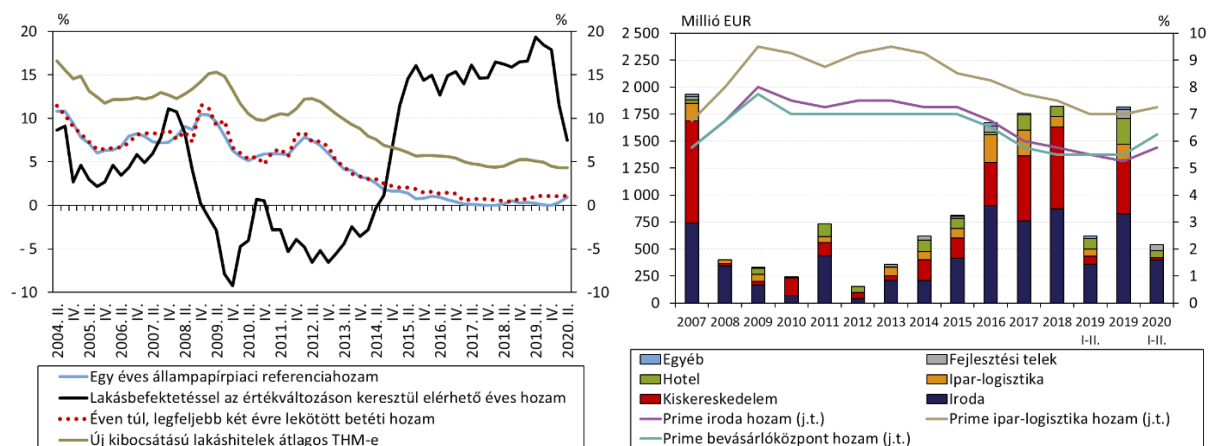 % %
20 20
15 15
10 10
5 5
0 0
- 5 - 5
- 10 - 10
2004. II. IV. 2005. II. IV. 2006. II. IV. 2007. II. IV. 2008. II. IV. 2009. II. IV. 2010. II. IV. 2011. II. IV. 2012. II. IV. 2013. II. IV. 2014. II. IV. 2015. II. IV. 2016. II. IV. 2017. II. IV. 2018. II. IV. 2019. II. IV. 2020. II.
Egy éves állampapírpiaci referenciahozam
Lakásbefektetéssel az értékváltozáson keresztül elérhető éves hozam
Éven túl, legfeljebb két évre lekötött betéti hozam
Új kibocsátású lakáshitelek átlagos THM-e
Millió EUR %
2 500 10
2 250 9
2 000 8
1 750 7
1 500 6
1 250 5
1 000 4
750 3
500 2
250 1
0 0
2007 2008 2009 2010 2011 2012 2013 2014 2015 2016 2017 2018 2019 2019 2020
I-II. I-II.
Egyéb Fejlesztési telek
Hotel Ipar-logisztika
Kiskereskedelem Iroda
Prime iroda hozam (j.t.) Prime ipar-logisztika hozam (j.t.)
Prime bevásárlóközpont hozam (j.t.)